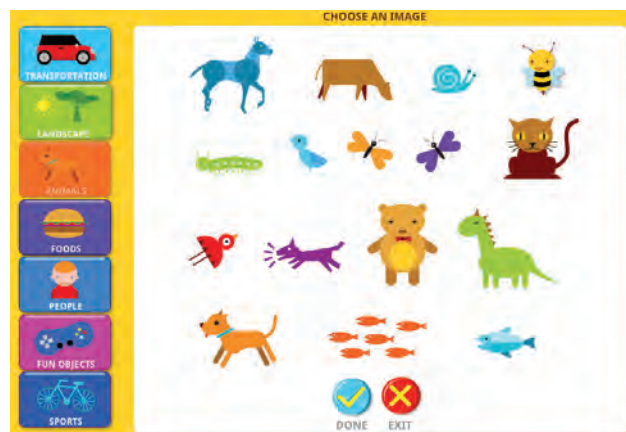 CHOOSE AN IMAGE
TRANSPORTATION
LANDSCAPE
ANIMALS
FOODS
PEOPLE
FUN OBJECTS
SPORTS
DONE EXIT